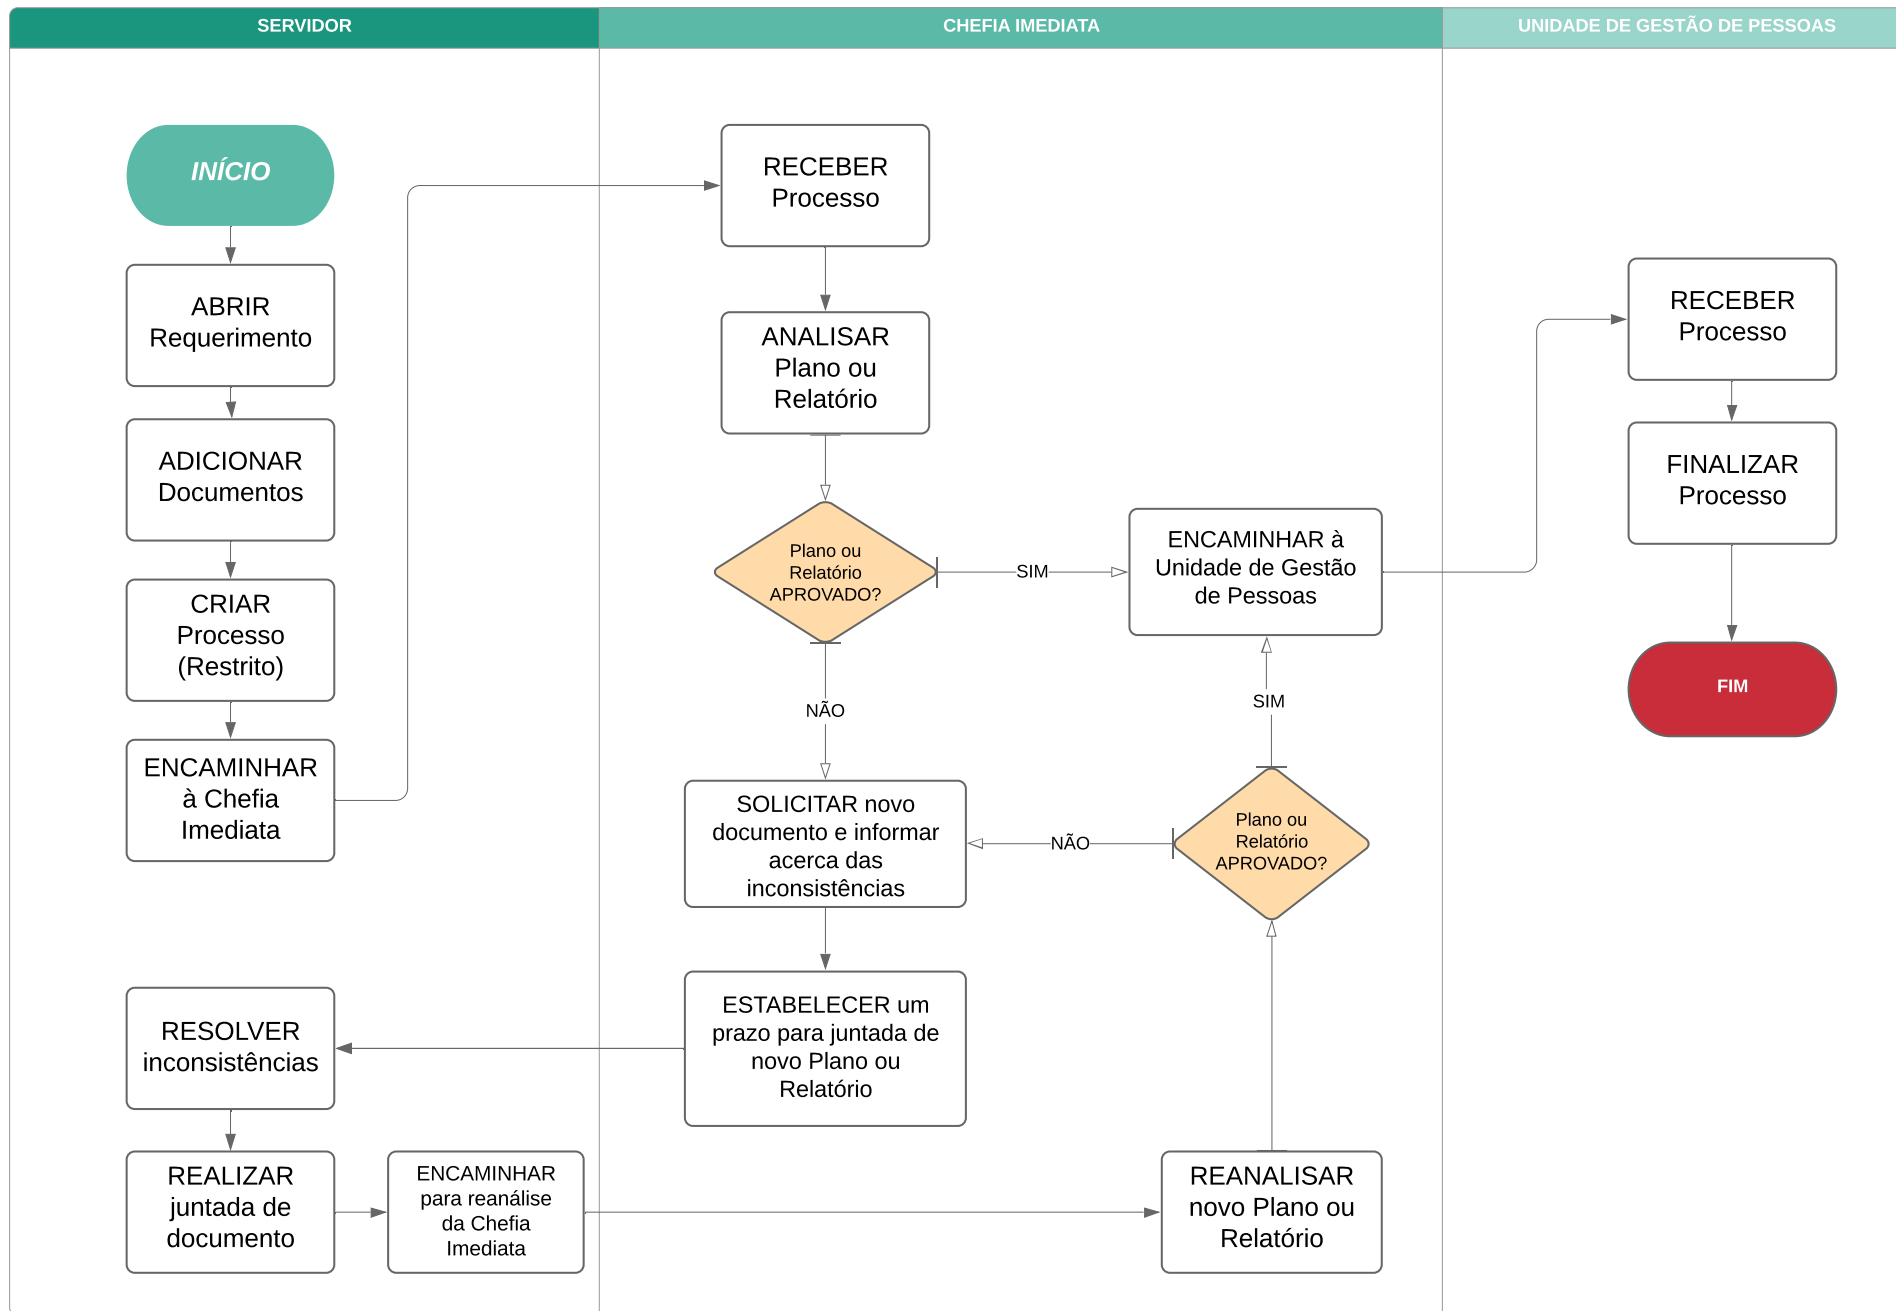 SERVIDOR
CHEFIA IMEDIATA
UNIDADE DE GESTÃO DE PESSOAS
INÍCIO
ABRIR
Requerimento
ADICIONAR
Documentos
CRIAR
Processo
(Restrito)
ENCAMINHAR
à Chefia
Imediata
RECEBER
Processo
ANALISAR
Plano ou
Relatório
Plano ou
Relatório
APROVADO?
SIM
NÃO
ENCAMINHAR à
Unidade de Gestão
de Pessoas
SOLICITAR novo
documento e informar
acerca das
inconsistências
ESTABELECER um
prazo para juntada de
novo Plano ou
Relatório
RESOLVER
inconsistências
REALIZAR
juntada de
documento
ENCAMINHAR
para reanálise
da Chefia
Imediata
REANALISAR
novo Plano ou
Relatório
Plano ou
Relatório
APROVADO?
NÃO
SIM
RECEBER
Processo
FINALIZAR
Processo
FIM